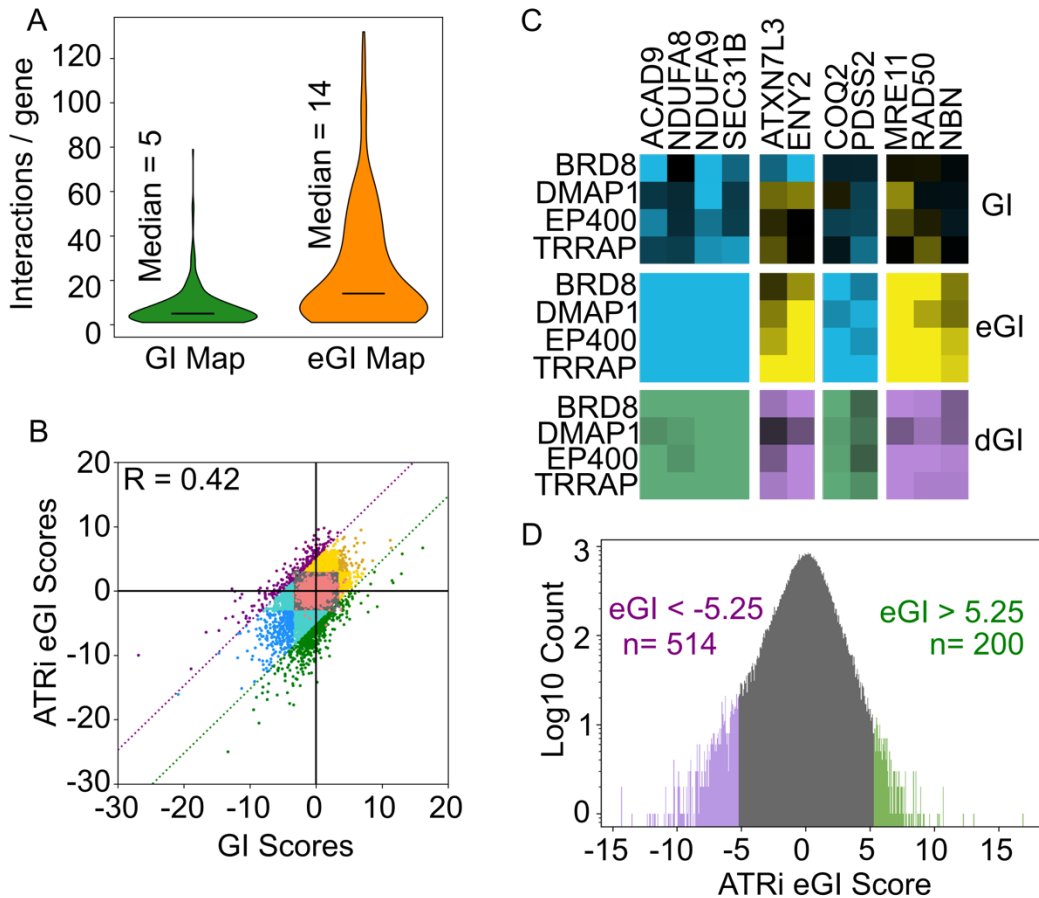 A
Interactions / gene
120
100
80
60
40
20
0
Median = 5
Median = 14
GI Map
eGI Map
B
R = 0.42
ATRi eGI Scores
20
10
0
-10
-20
-30
-30
-20
-10
0
10
20
GI Scores
C
ACAD9
NDUFA8
NDUFA9
SEC31B
ATXN7L3
ENY2
COQ2
PDSS2
MRE11
RAD50
NBN
BRD8
DMAP1
EP400
TRRAP
GI
BRD8
DMAP1
EP400
TRRAP
eGI
BRD8
DMAP1
EP400
TRRAP
dGI
D
Log10 Count
3
2
1
0
eGI < -5.25
n= 514
eGI > 5.25
n= 200
-15
-10
-5
0
5
10
15
ATRi eGI Score